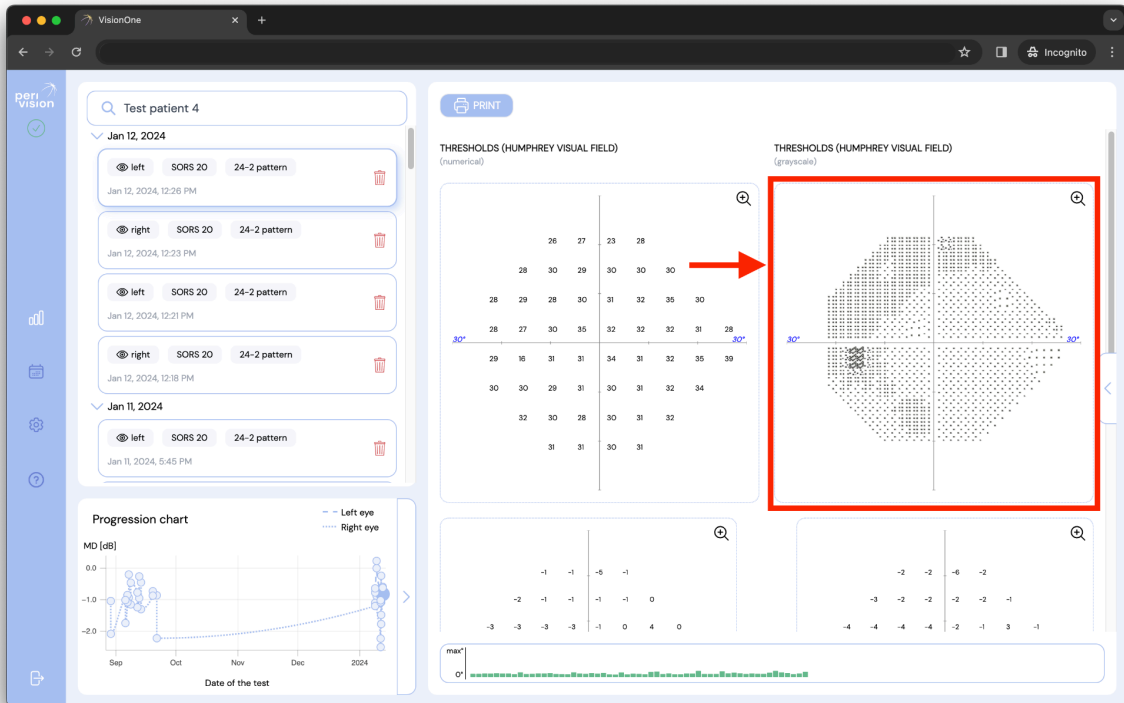 VisionOne
Incognito
peri
vision
Test patient 4
Jan 12, 2024
left SORS 20 24-2 pattern
Jan 12, 2024, 12:26 PM
right SORS 20 24-2 pattern
Jan 12, 2024, 12:23 PM
left SORS 20 24-2 pattern
Jan 12, 2024, 12:21 PM
right SORS 20 24-2 pattern
Jan 12, 2024, 12:18 PM
Jan 11, 2024
left SORS 20 24-2 pattern
Jan 11, 2024, 5:45 PM
Progression chart
Left eye
Right eye
MD [dB]
0.0
-1.0
-2.0
Sep Oct Nov Dec 2024
Date of the test
PRINT
THRESHOLDS (HUMPHREY VISUAL FIELD)
(numerical)
26 27 23 28
28 30 29 30 30 30
28 29 28 30 31 32 35 30
28 27 30 35 32 32 32 31 28
30° 30°
29 16 31 31 34 31 32 35 39
30 30 29 31 30 31 32 34
32 30 28 30 31 32
31 31 30 31
THRESHOLDS (HUMPHREY VISUAL FIELD)
(grayscale)
30° 30°
-1 -1 -5 -1
-2 -1 -1 -1 -1 0
-3 -3 -3 -3 -1 0 4 0
-2 -2 -6 -2
-3 -2 -2 -2 -2 -1
-4 -4 -4 -4 -2 -1 3 -1
max°
0°